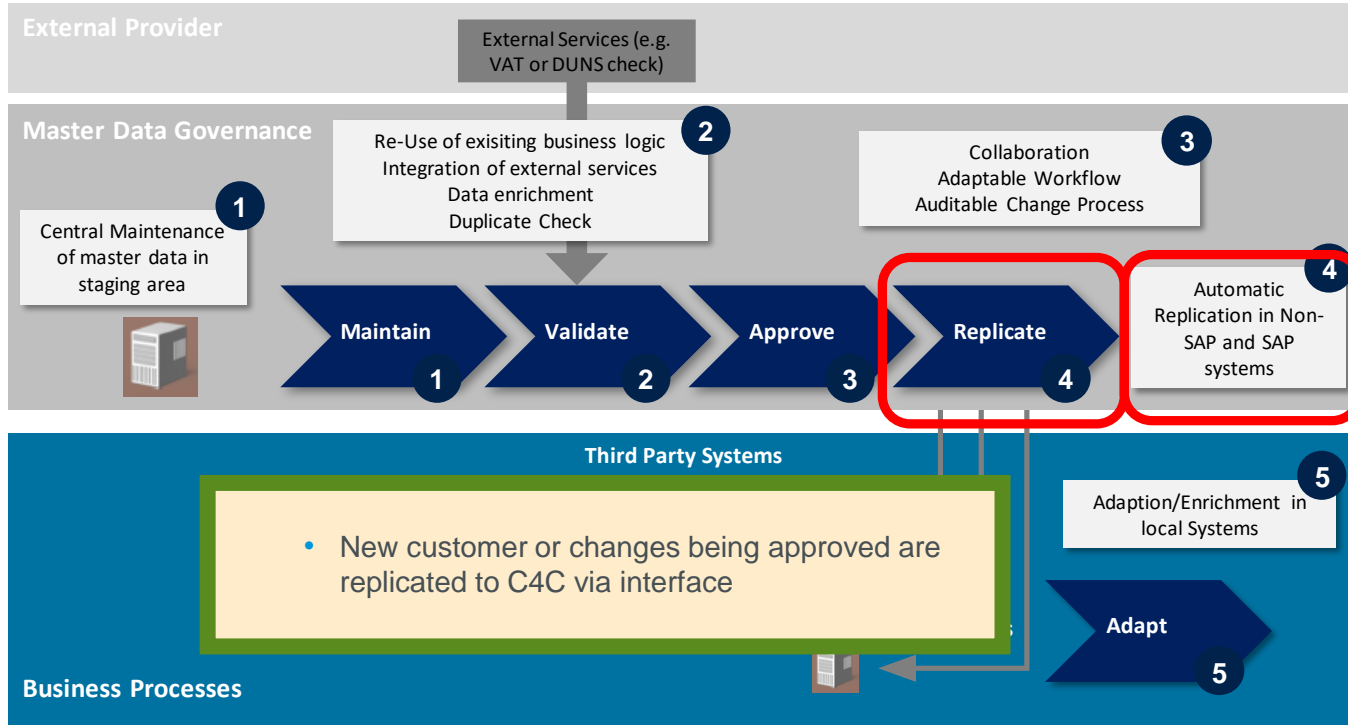 External Provider
External Services (e.g.
VAT or DUNS check)
Master Data Governance
1
Central Maintenance
of master data in
staging area
2
Re-Use of exisiting business logic
Integration of external services
Data enrichment
Duplicate Check
3
Collaboration
Adaptable Workflow
Auditable Change Process
Maintain
1
Validate
2
Approve
3
Replicate
4
4
Automatic
Replication in Non-
SAP and SAP
systems
Third Party Systems
• New customer or changes being approved are
replicated to C4C via interface
5
Adaption/Enrichment in
local Systems
Adapt
5
Business Processes